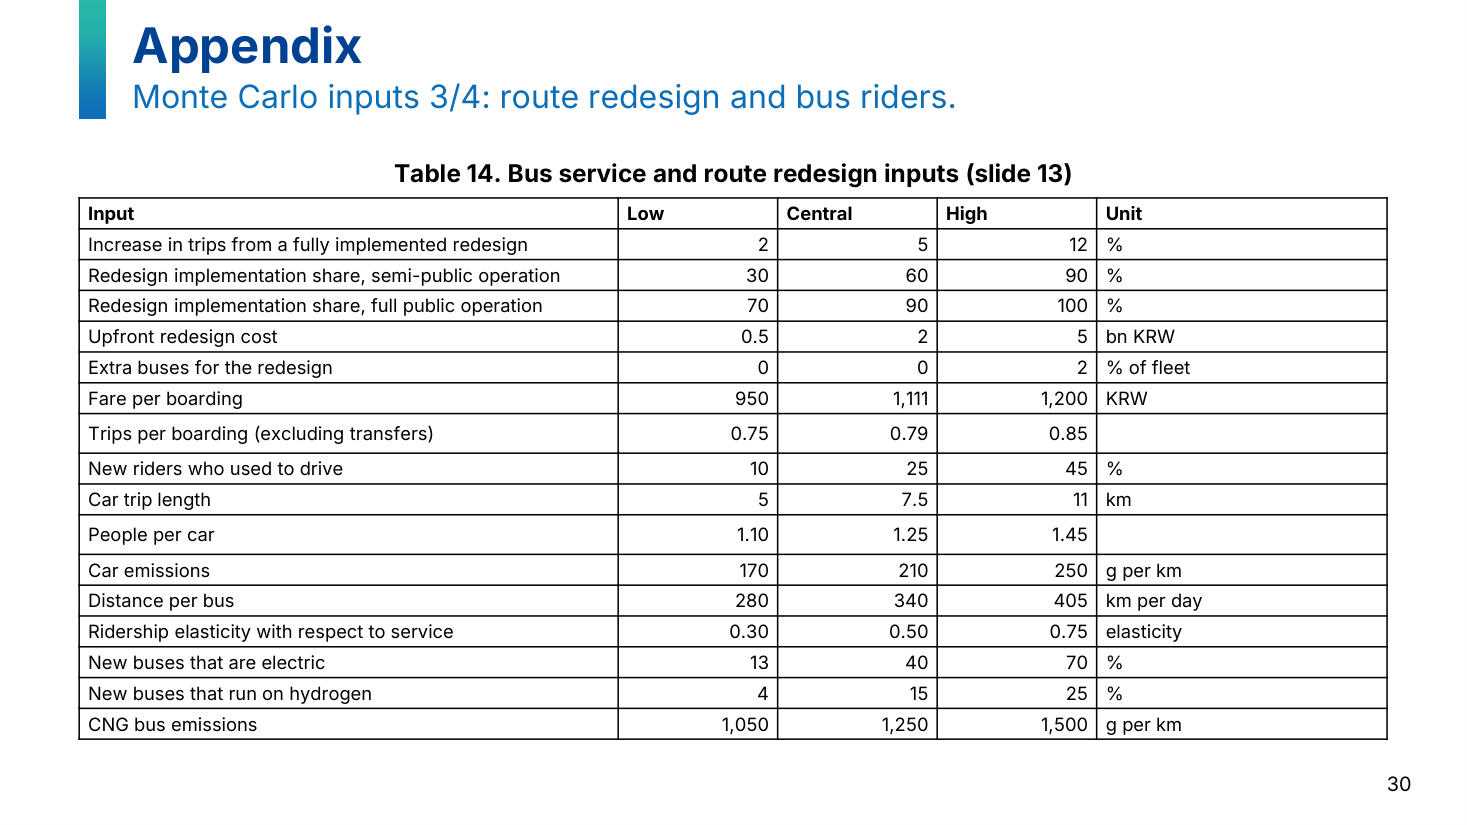 Appendix
Monte Carlo inputs 3/4: route redesign and bus riders.
Table 14. Bus service and route redesign inputs (slide 13)
Input Low Central High Unit
Increase in trips from a fully implemented redesign 2 5 12 %
Redesign implementation share, semi-public operation 30 60 90 %
Redesign implementation share, full public operation 70 90 100 %
Upfront redesign cost 0.5 2 5 bn KRW
Extra buses for the redesign 0 0 2 % of fleet
Fare per boarding 950 1,111 1,200 KRW
Trips per boarding (excluding transfers) 0.75 0.79 0.85
New riders who used to drive 10 25 45 %
Car trip length 5 7.5 11 km
People per car 1.10 1.25 1.45
Car emissions 170 210 250 g per km
Distance per bus 280 340 405 km per day
Ridership elasticity with respect to service 0.30 0.50 0.75 elasticity
New buses that are electric 13 40 70 %
New buses that run on hydrogen 4 15 25 %
CNG bus emissions 1,050 1,250 1,500 g per km
30